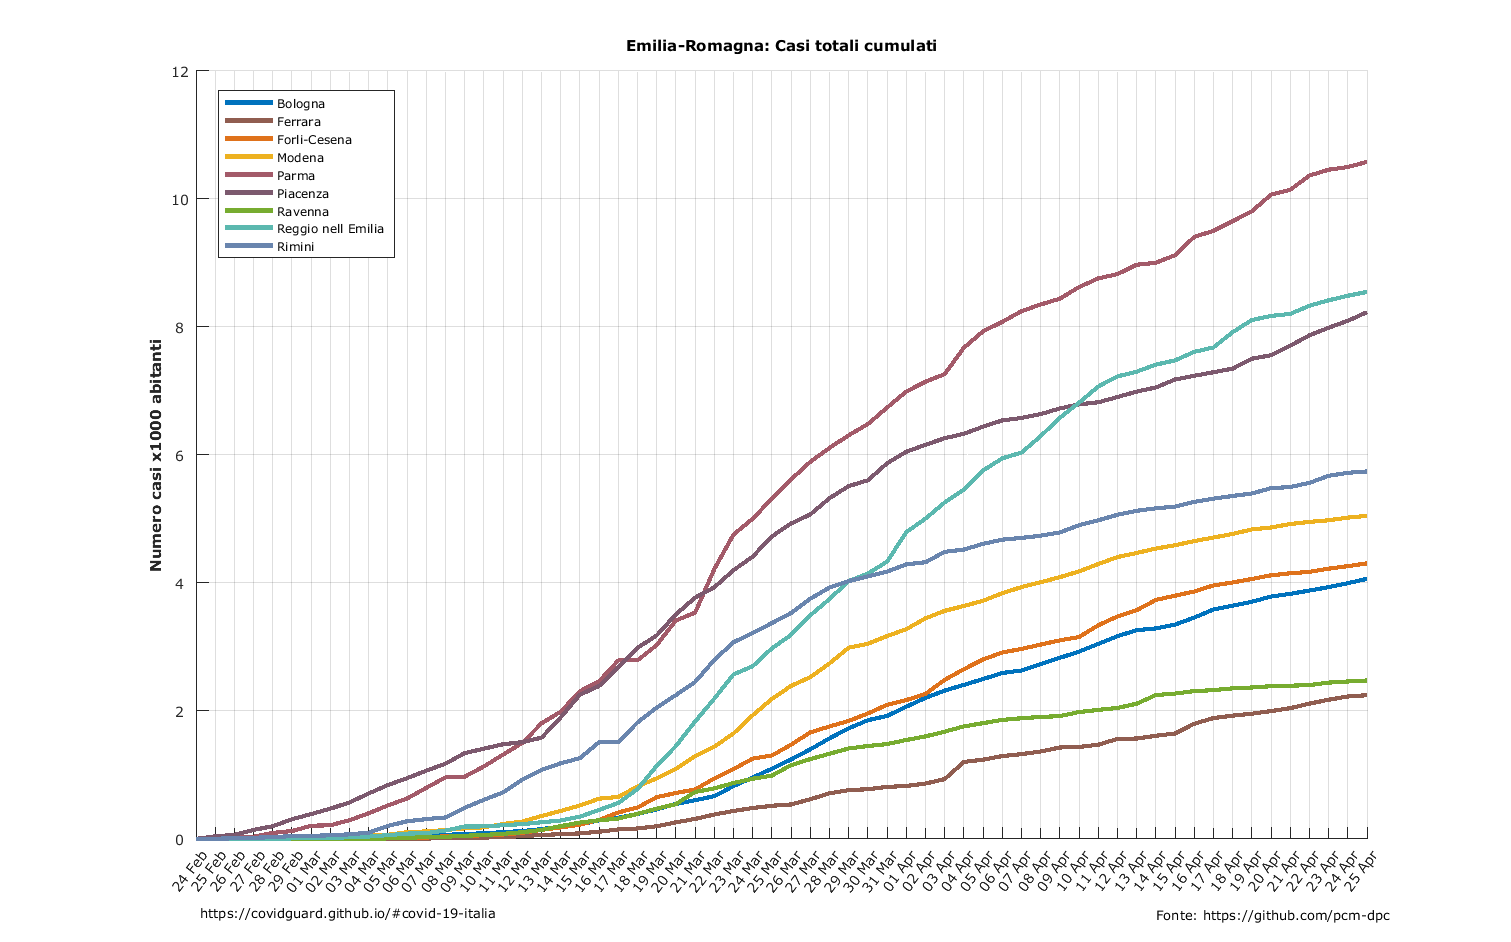 Emilia-Romagna: Casi totali cumulati
Numero casi x1000 abitanti
12
10
8
6
4
2
0
Bologna
Ferrara
Forli-Cesena
Modena
Parma
Piacenza
Ravenna
Reggio nell Emilia
Rimini
24 Feb
25 Feb
26 Feb
27 Feb
28 Feb
29 Feb
01 Mar
02 Mar
03 Mar
04 Mar
05 Mar
06 Mar
07 Mar
08 Mar
09 Mar
10 Mar
11 Mar
12 Mar
13 Mar
14 Mar
15 Mar
16 Mar
17 Mar
18 Mar
19 Mar
20 Mar
21 Mar
22 Mar
23 Mar
24 Mar
25 Mar
26 Mar
27 Mar
28 Mar
29 Mar
30 Mar
31 Mar
01 Apr
02 Apr
03 Apr
04 Apr
05 Apr
06 Apr
07 Apr
08 Apr
09 Apr
10 Apr
11 Apr
12 Apr
13 Apr
14 Apr
15 Apr
16 Apr
17 Apr
18 Apr
19 Apr
20 Apr
21 Apr
22 Apr
23 Apr
24 Apr
25 Apr
https://covidguard.github.io/#covid-19-italia
Fonte: https://github.com/pcm-dpc